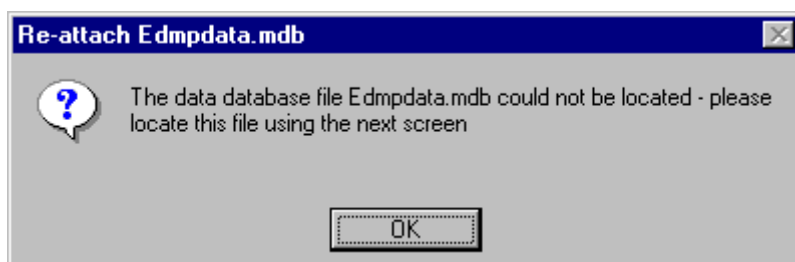 Re-attach Edmpdata.mdb
The data database file Edmpdata.mdb could not be located - please
locate this file using the next screen
OK